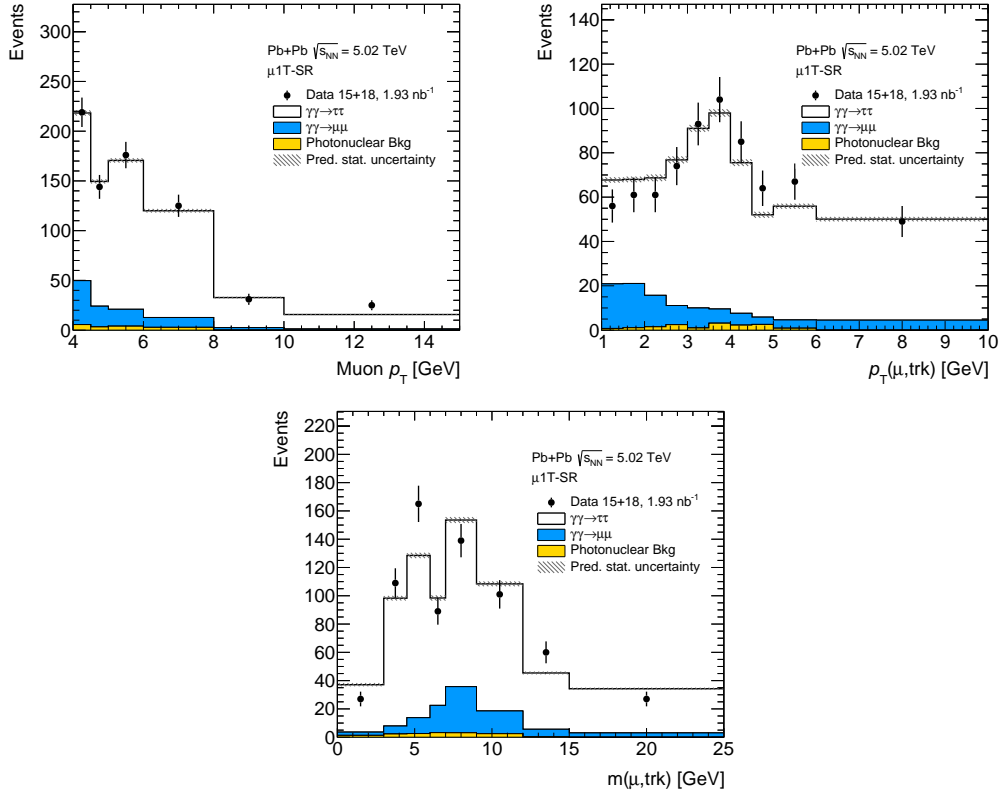 Events
300
250
200
150
100
50
0
Pb+Pb √sNN = 5.02 TeV
μ1T-SR
Data 15+18, 1.93 nb-1
γγ→ττ
γγ→μμ
Photonuclear Bkg
Pred. stat. uncertainty
4 6 8 10 12 14
Muon pT [GeV]
Events
140
120
100
80
60
40
20
0
Pb+Pb √sNN = 5.02 TeV
μ1T-SR
Data 15+18, 1.93 nb-1
γγ→ττ
γγ→μμ
Photonuclear Bkg
Pred. stat. uncertainty
1 2 3 4 5 6 7 8 9 10
pT(μ,trk) [GeV]
Events
220
200
180
160
140
120
100
80
60
40
20
0
Pb+Pb √sNN = 5.02 TeV
μ1T-SR
Data 15+18, 1.93 nb-1
γγ→ττ
γγ→μμ
Photonuclear Bkg
Pred. stat. uncertainty
0 5 10 15 20 25
m(μ,trk) [GeV]